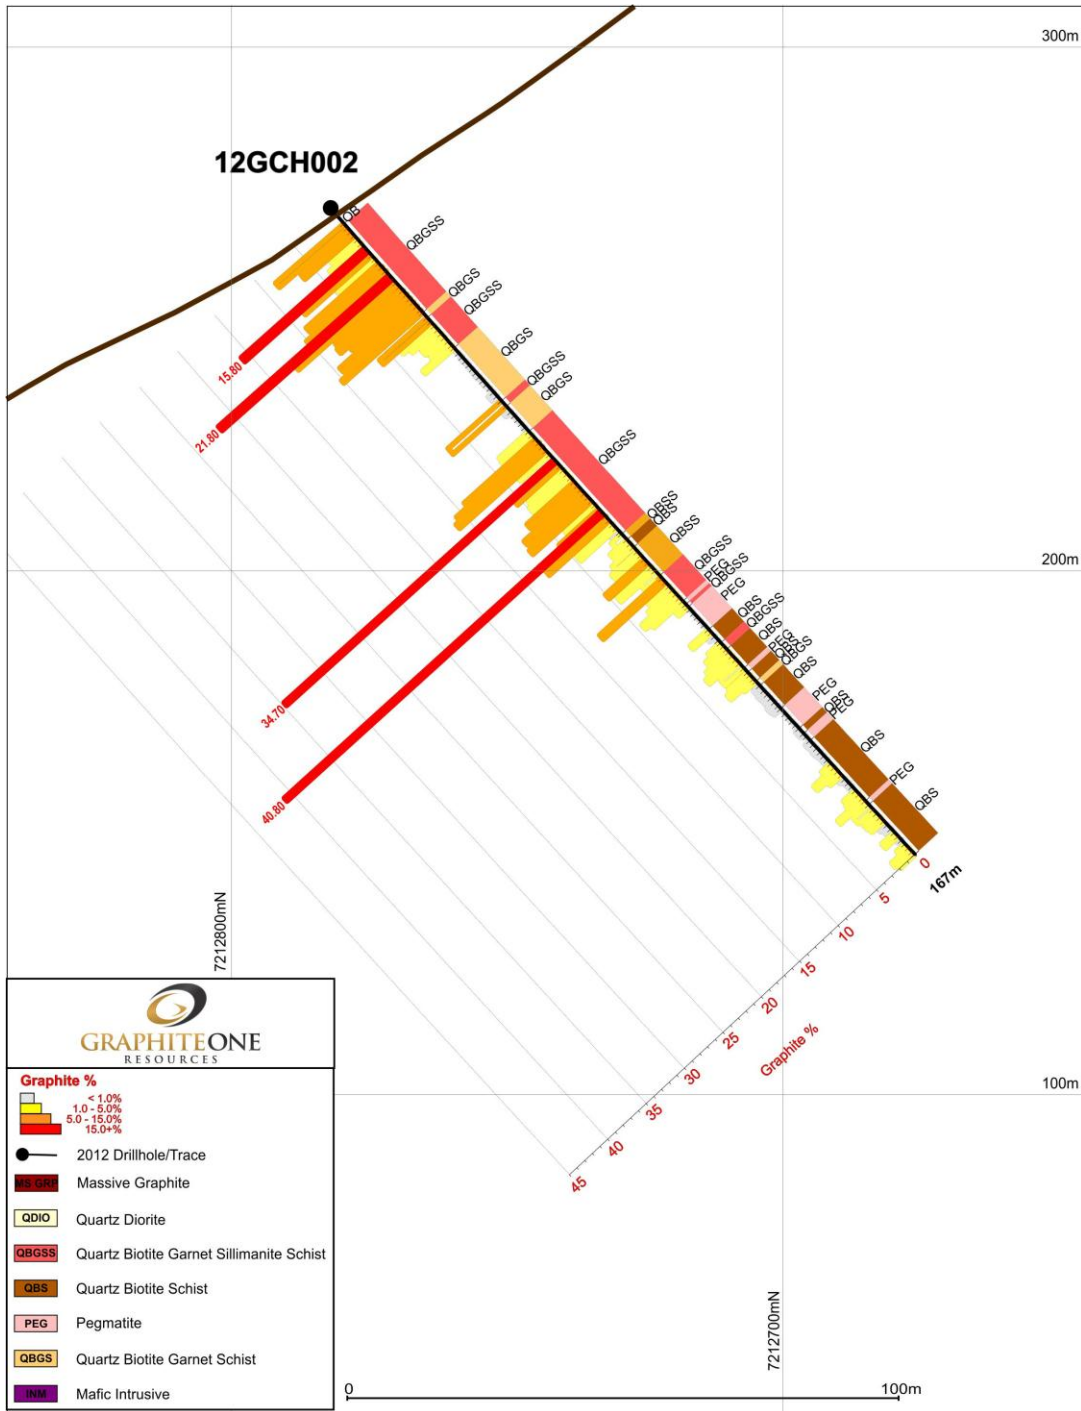 300m
12GCH002
OB
QBGSS
QBGS
QBGSS
QBGS
15.80
QBGSS
QBGS
21.80
QBGSS
QBSS
QBS
QBSS
200m
QBGSS
PEG
QBGSS
PEG
QBS
QBGSS
QBS
PEG
QBS
QBGS
QBS
34.70
PEG
QBS
PEG
QBS
40.80
PEG
QBS
0
167m
5
10
15
20
25
30
35
40
45
Graphite %
7212800mN
100m
7212700mN
GRAPHITEONE
RESOURCES
Graphite %
< 1.0%
1.0 - 5.0%
5.0 - 15.0%
15.0+%
2012 Drillhole/Trace
MS GRP Massive Graphite
QDIO Quartz Diorite
QBGSS Quartz Biotite Garnet Sillimanite Schist
QBS Quartz Biotite Schist
PEG Pegmatite
QBGS Quartz Biotite Garnet Schist
INM Mafic Intrusive
0 100m